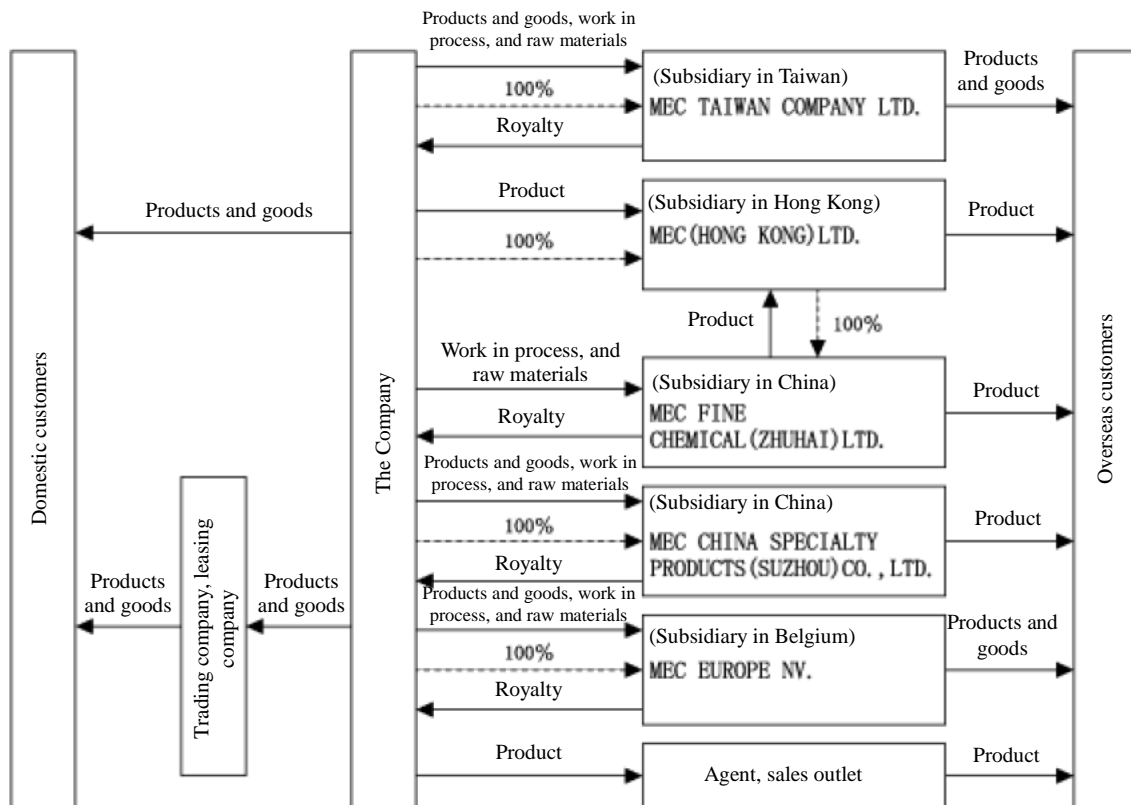 Products and goods, work in
process, and raw materials
100%
Royalty
(Subsidiary in Taiwan)
MEC TAIWAN COMPANY LTD.
Products
and goods
Product
100%
(Subsidiary in Hong Kong)
MEC(HONG KONG)LTD.
Product
Products and goods
Product
100%
Work in process, and
raw materials
Royalty
(Subsidiary in China)
MEC FINE
CHEMICAL(ZHUHAI)LTD.
Product
Domestic customers
The Company
Overseas customers
Products and goods, work in
process, and raw materials
100%
Royalty
(Subsidiary in China)
MEC CHINA SPECIALTY
PRODUCTS(SUZHOU)CO.,LTD.
Product
Products
and goods
Trading company, leasing
company
Products
and goods
Products and goods, work in
process, and raw materials
100%
Royalty
(Subsidiary in Belgium)
MEC EUROPE NV.
Products and
goods
Product
Agent, sales outlet
Product